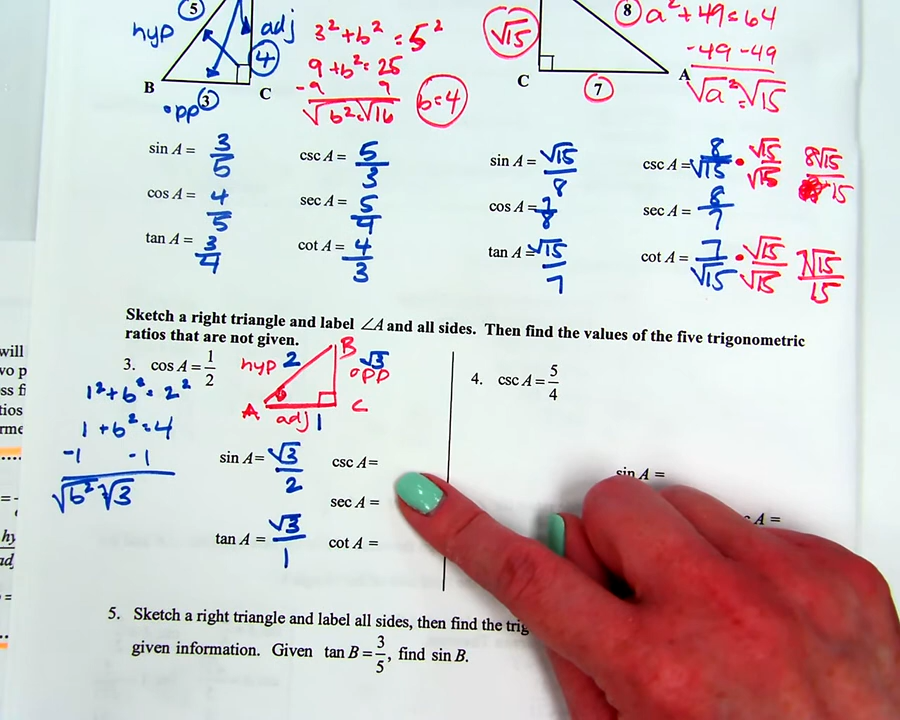 5
hyp
adj
4
B
3
C
opp
3² + b² = 5²
9 + b² = 25
-9 9
√b² = √16
b = 4
√15
8
C
7
A
a² + 49 = 64
-49 -49
√a² = √15
sin A = 3/5
csc A = 5/3
cos A = 4/5
sec A = 5/4
tan A = 3/4
cot A = 4/3
sin A = √15/8
csc A = 8/√15 • √15/√15 8√15/15
cos A = 7/8
sec A = 8/7
tan A = √15/7
cot A = 7/√15 • √15/√15 7√15/15
Sketch a right triangle and label ∠A and all sides. Then find the values of the five trigonometric
ratios that are not given.
3. cos A = 1/2
hyp 2
B
√3
opp
A
adj 1
C
1² + b² = 2²
1 + b² = 4
-1 -1
√b² = √3
sin A = √3/2
csc A =
sec A =
tan A = √3/1
cot A =
4. csc A = 5/4
sin A =
A =
5. Sketch a right triangle and label all sides, then find the trig
given information. Given tan B = 3/5, find sin B.
will